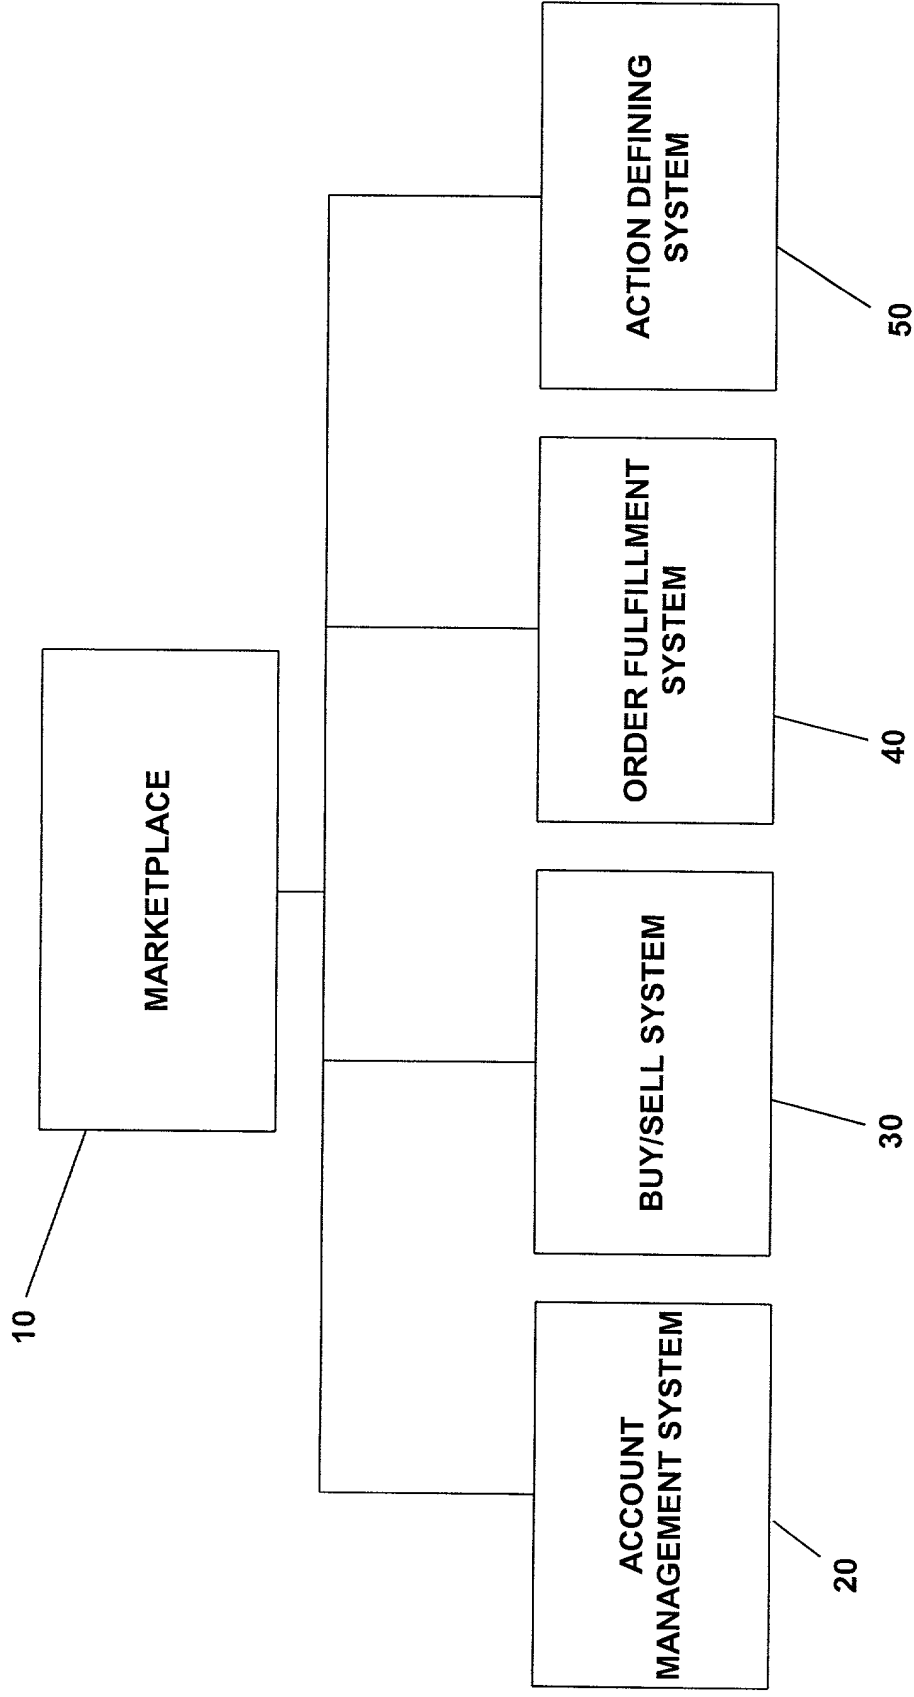 MARKETPLACE
10
ACCOUNT
MANAGEMENT SYSTEM
20
BUY/SELL SYSTEM
30
ORDER FULFILLMENT
SYSTEM
40
ACTION DEFINING
SYSTEM
50